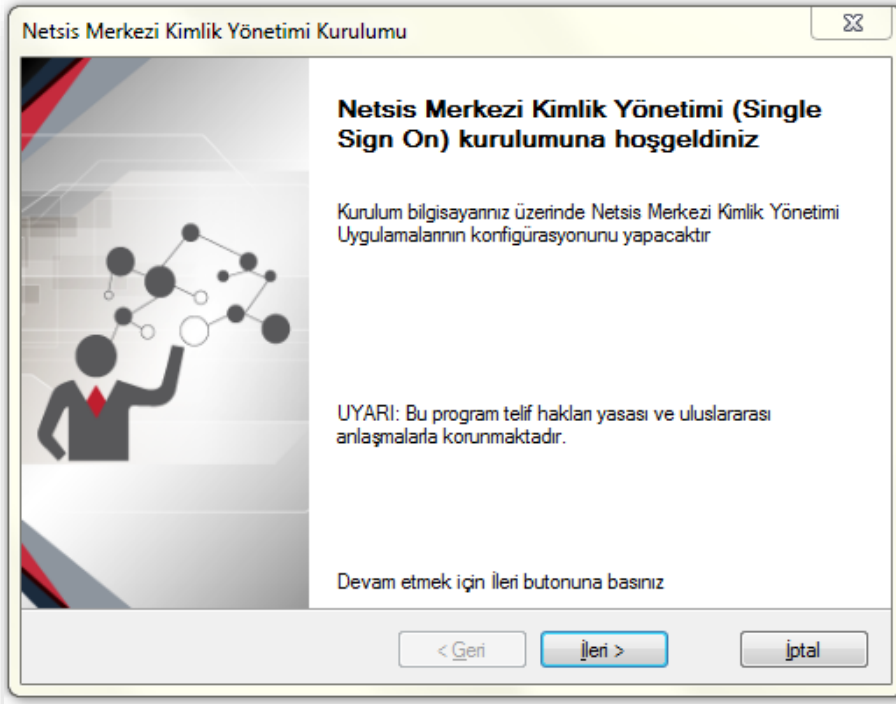 Netsis Merkezi Kimlik Yönetimi Kurulumu
Netsis Merkezi Kimlik Yönetimi (Single
Sign On) kurulumuna hoşgeldiniz
Kurulum bilgisayarınız üzerinde Netsis Merkezi Kimlik Yönetimi
Uygulamalarının konfigürasyonunu yapacaktır
UYARI: Bu program telif hakları yasası ve uluslararası
anlaşmalarla korunmaktadır.
Devam etmek için İleri butonuna basınız
< Geri
İleri >
İptal